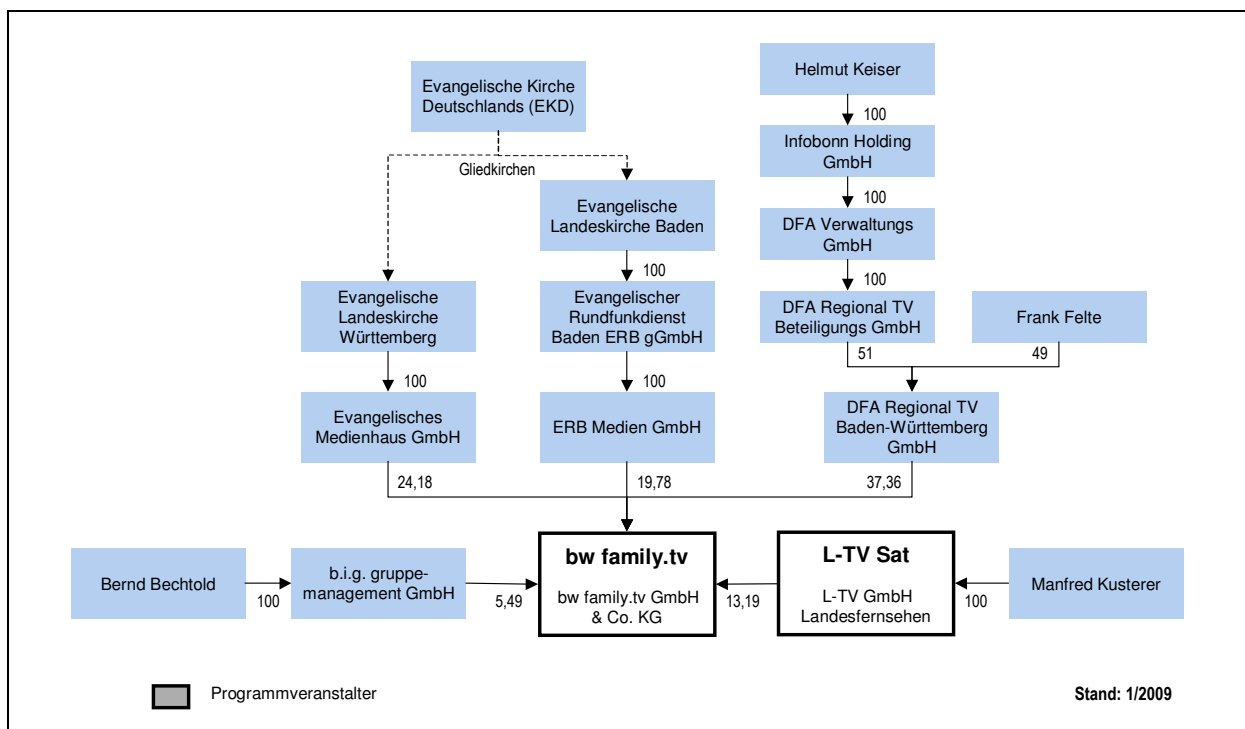 Helmut Keiser
Evangelische Kirche
Deutschlands (EKD)
100
Infobonn Holding
GmbH
Gliedkirchen
100
Evangelische
Landeskirche Baden
DFA Verwaltungs
GmbH
100
100
Evangelische
Landeskirche
Württemberg
Evangelischer
Rundfunkdienst
Baden ERB gGmbH
DFA Regional TV
Beteiligungs GmbH
Frank Felte
51
49
100
100
Evangelisches
Medienhaus GmbH
ERB Medien GmbH
DFA Regional TV
Baden-Württemberg
GmbH
24,18
19,78
37,36
Bernd Bechtold
100
b.i.g. gruppe-
management GmbH
5,49
bw family.tv
bw family.tv GmbH
& Co. KG
13,19
L-TV Sat
L-TV GmbH
Landesfernsehen
100
Manfred Kusterer
Programmveranstalter
Stand: 1/2009